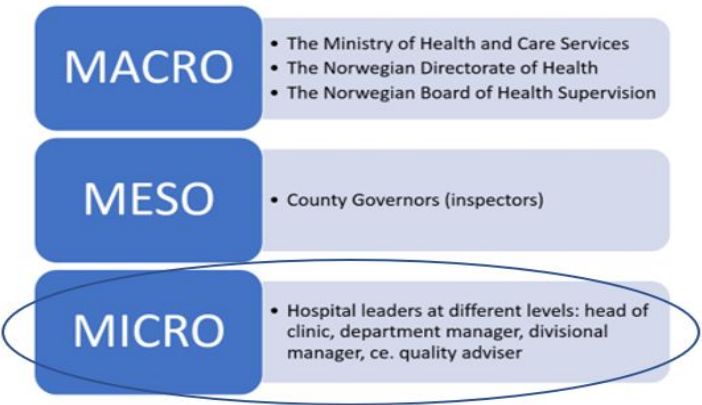 MACRO
• The Ministry of Health and Care Services
• The Norwegian Directorate of Health
• The Norwegian Board of Health Supervision
MESO
• County Governors (inspectors)
MICRO
• Hospital leaders at different levels: head of
clinic, department manager, divisional
manager, ce. quality adviser